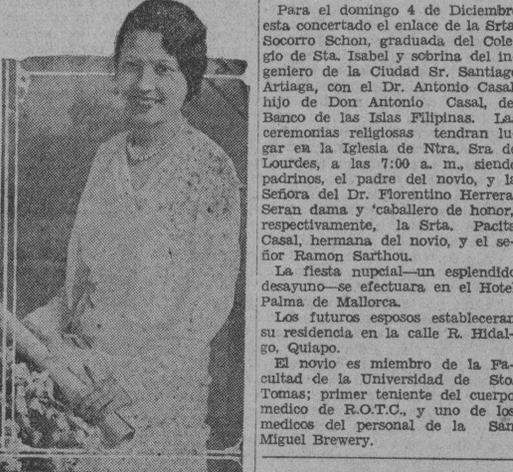 Para el domingo 4 de Diciembr
esta concertado el enlace de la Srta
Socorro Schon, graduada del Cole
gio de Sta. Isabel y sobrina del in
geniero de la Ciudad Sr. Santiag
Artiaga, con el Dr. Antonio Casal
hijo de Don Antonio Casal, de
Banco de las Islas Filipinas. La
ceremonias religiosas tendran lu
gar en la Iglesia de Ntra. Sra d
Lourdes, a las 7:00 a. m., siend
padrinos, el padre del novio, y l
Señora del Dr. Florentino Herrera
Seran dama y 'caballero de honor,
respectivamente, la Srta. Pacita
Casal, hermana del novio, y el se-
ñor Ramon Sarthou.
La fiesta nupcial—un esplendido
desayuno—se efectuara en el Hote
Palma de Mallorca.
Los futuros esposos estableceran
su residencia en la calle R. Hidal-
go, Quiapo.
El novio es miembro de la Fa-
cultad de la Universidad de Sto.
Tomas; primer teniente del cuerpo
medico de R.O.T.C., y uno de los
medicos del personal de la San
Miguel Brewery.